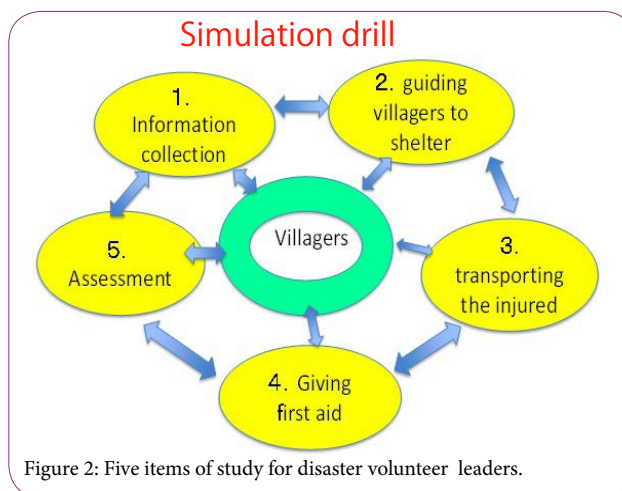 Simulation drill
1.
Information
collection
2. guiding
villagers to
shelter
Villagers
3.
transporting
the injured
4. Giving
first aid
5.
Assessment
Figure 2: Five items of study for disaster volunteer leaders.